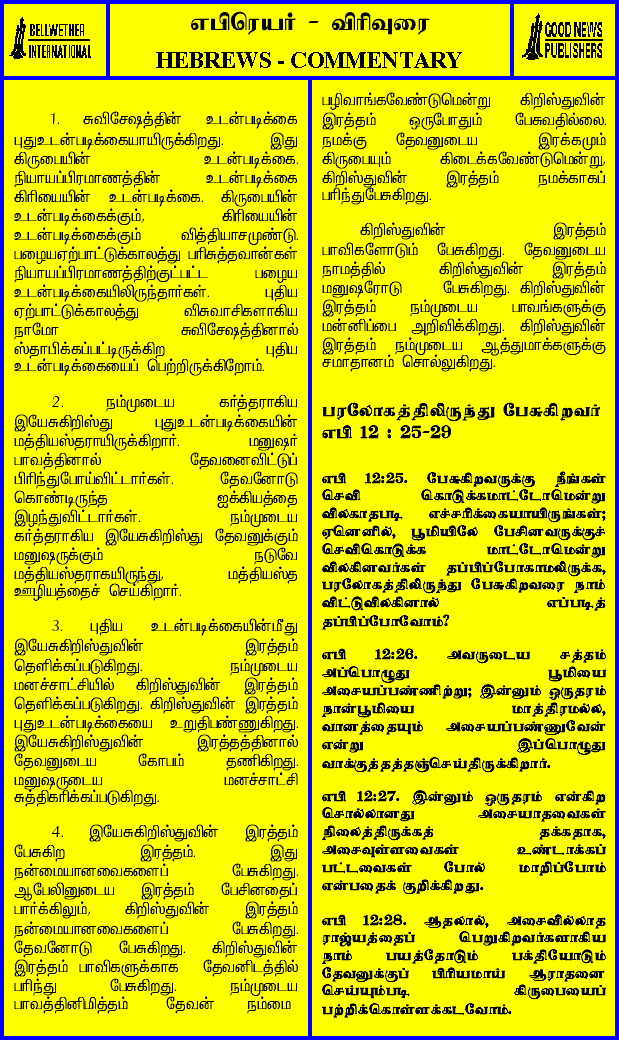 BELLWETHER
INTERNATIONAL
எபிரெயர் - விரிவுரை
HEBREWS - COMMENTARY
GOOD NEWS
PUBLISHERS
1. சுவிசேஷத்தின் உடன்படிக்கை
புதுஉடன்படிக்கையாயிருக்கிறது. இது
கிருபையின் உடன்படிக்கை.
நியாயப்பிரமாணத்தின் உடன்படிக்கை
கிரியையின் உடன்படிக்கை. கிருபையின்
உடன்படிக்கைக்கும், கிரியையின்
உடன்படிக்கைக்கும் வித்தியாசமுண்டு.
பழையஏற்பாட்டுக்காலத்து பரிசுத்தவான்கள்
நியாயப்பிரமாணத்திற்குட்பட்ட பழைய
உடன்படிக்கையிலிருந்தார்கள். புதிய
ஏற்பாட்டுக்காலத்து விசுவாசிகளாகிய
நாமோ சுவிசேஷத்தினால்
ஸ்தாபிக்கப்பட்டிருக்கிற புதிய
உடன்படிக்கையைப் பெற்றிருக்கிறோம்.
2. நம்முடைய கர்த்தராகிய
இயேசுகிறிஸ்து புதுஉடன்படிக்கையின்
மத்தியஸ்தராயிருக்கிறார். மனுஷர்
பாவத்தினால் தேவனைவிட்டுப்
பிரிந்துபோய்விட்டார்கள். தேவனோடு
கொண்டிருந்த ஐக்கியத்தை
இழந்துவிட்டார்கள். நம்முடைய
கர்த்தராகிய இயேசுகிறிஸ்து தேவனுக்கும்
மனுஷருக்கும் நடுவே
மத்தியஸ்தராகயிருந்து, மத்தியஸ்த
ஊழியத்தைச் செய்கிறார்.
3. புதிய உடன்படிக்கையின்மீது
இயேசுகிறிஸ்துவின் இரத்தம்
தெளிக்கப்படுகிறது. நம்முடைய
மனச்சாட்சியில் கிறிஸ்துவின் இரத்தம்
தெளிக்கப்படுகிறது. கிறிஸ்துவின் இரத்தம்
புதுஉடன்படிக்கையை உறுதிபண்ணுகிறது.
இயேசுகிறிஸ்துவின் இரத்தத்தினால்
தேவனுடைய கோபம் தணிகிறது.
மனுஷருடைய மனச்சாட்சி
சுத்திகரிக்கப்படுகிறது.
4. இயேசுகிறிஸ்துவின் இரத்தம்
பேசுகிற இரத்தம். இது
நன்மையானவைகளைப் பேசுகிறது.
ஆபேலினுடைய இரத்தம் பேசினதைப்
பார்க்கிலும், கிறிஸ்துவின் இரத்தம்
நன்மையானவைகளைப் பேசுகிறது.
தேவனோடு பேசுகிறது. கிறிஸ்துவின்
இரத்தம் பாவிகளுக்காக தேவனிடத்தில்
பரிந்து பேசுகிறது. நம்முடைய
பாவத்தினிமித்தம் தேவன் நம்மை
பழிவாங்கவேண்டுமென்று கிறிஸ்துவின்
இரத்தம் ஒருபோதும் பேசுவதில்லை.
நமக்கு தேவனுடைய இரக்கமும்
கிருபையும் கிடைக்கவேண்டுமென்று,
கிறிஸ்துவின் இரத்தம் நமக்காகப்
பரிந்துபேசுகிறது.
கிறிஸ்துவின் இரத்தம்
பாவிகளோடும் பேசுகிறது. தேவனுடைய
நாமத்தில் கிறிஸ்துவின் இரத்தம்
மனுஷரோடு பேசுகிறது. கிறிஸ்துவின்
இரத்தம் நம்முடைய பாவங்களுக்கு
மன்னிப்பை அறிவிக்கிறது. கிறிஸ்துவின்
இரத்தம் நம்முடைய ஆத்துமாக்களுக்கு
சமாதானம் சொல்லுகிறது.
பரலோகத்திலிருந்து பேசுகிறவர்
எபி 12 : 25-29
எபி 12:25. பேசுகிறவருக்கு நீங்கள்
செவி கொடுக்கமாட்டோமென்று
விலகாதபடி எச்சரிக்கையாயிருங்கள்;
ஏனெனில், பூமியிலே பேசினவருக்குச்
செவிகொடுக்க மாட்டோமென்று
விலகினவர்கள் தப்பிப்போகாமலிருக்க,
பரலோகத்திலிருந்து பேசுகிறவரை நாம்
விட்டுவிலகினால் எப்படித்
தப்பிப்போவோம்?
எபி 12:26. அவருடைய சத்தம்
அப்பொழுது பூமியை
அசையப்பண்ணிற்று; இன்னும் ஒருதரம்
நான்பூமியை மாத்திரமல்ல,
வானத்தையும் அசையப்பண்ணுவேன்
என்று இப்பொழுது
வாக்குத்தத்தஞ்செய்திருக்கிறார்.
எபி 12:27. இன்னும் ஒருதரம் என்கிற
சொல்லானது அசையாதவைகள்
நிலைத்திருக்கத் தக்கதாக,
அசைவுள்ளவைகள் உண்டாக்கப்
பட்டவைகள் போல் மாறிப்போம்
என்பதைக் குறிக்கிறது.
எபி 12:28. ஆதலால், அசைவில்லாத
ராஜ்யத்தைப் பெறுகிறவர்களாகிய
நாம் பயத்தோடும் பக்தியோடும்
தேவனுக்குப் பிரியமாய் ஆராதனை
செய்யும்படி கிருபையைப்
பற்றிக்கொள்ளக்கடவோம்.